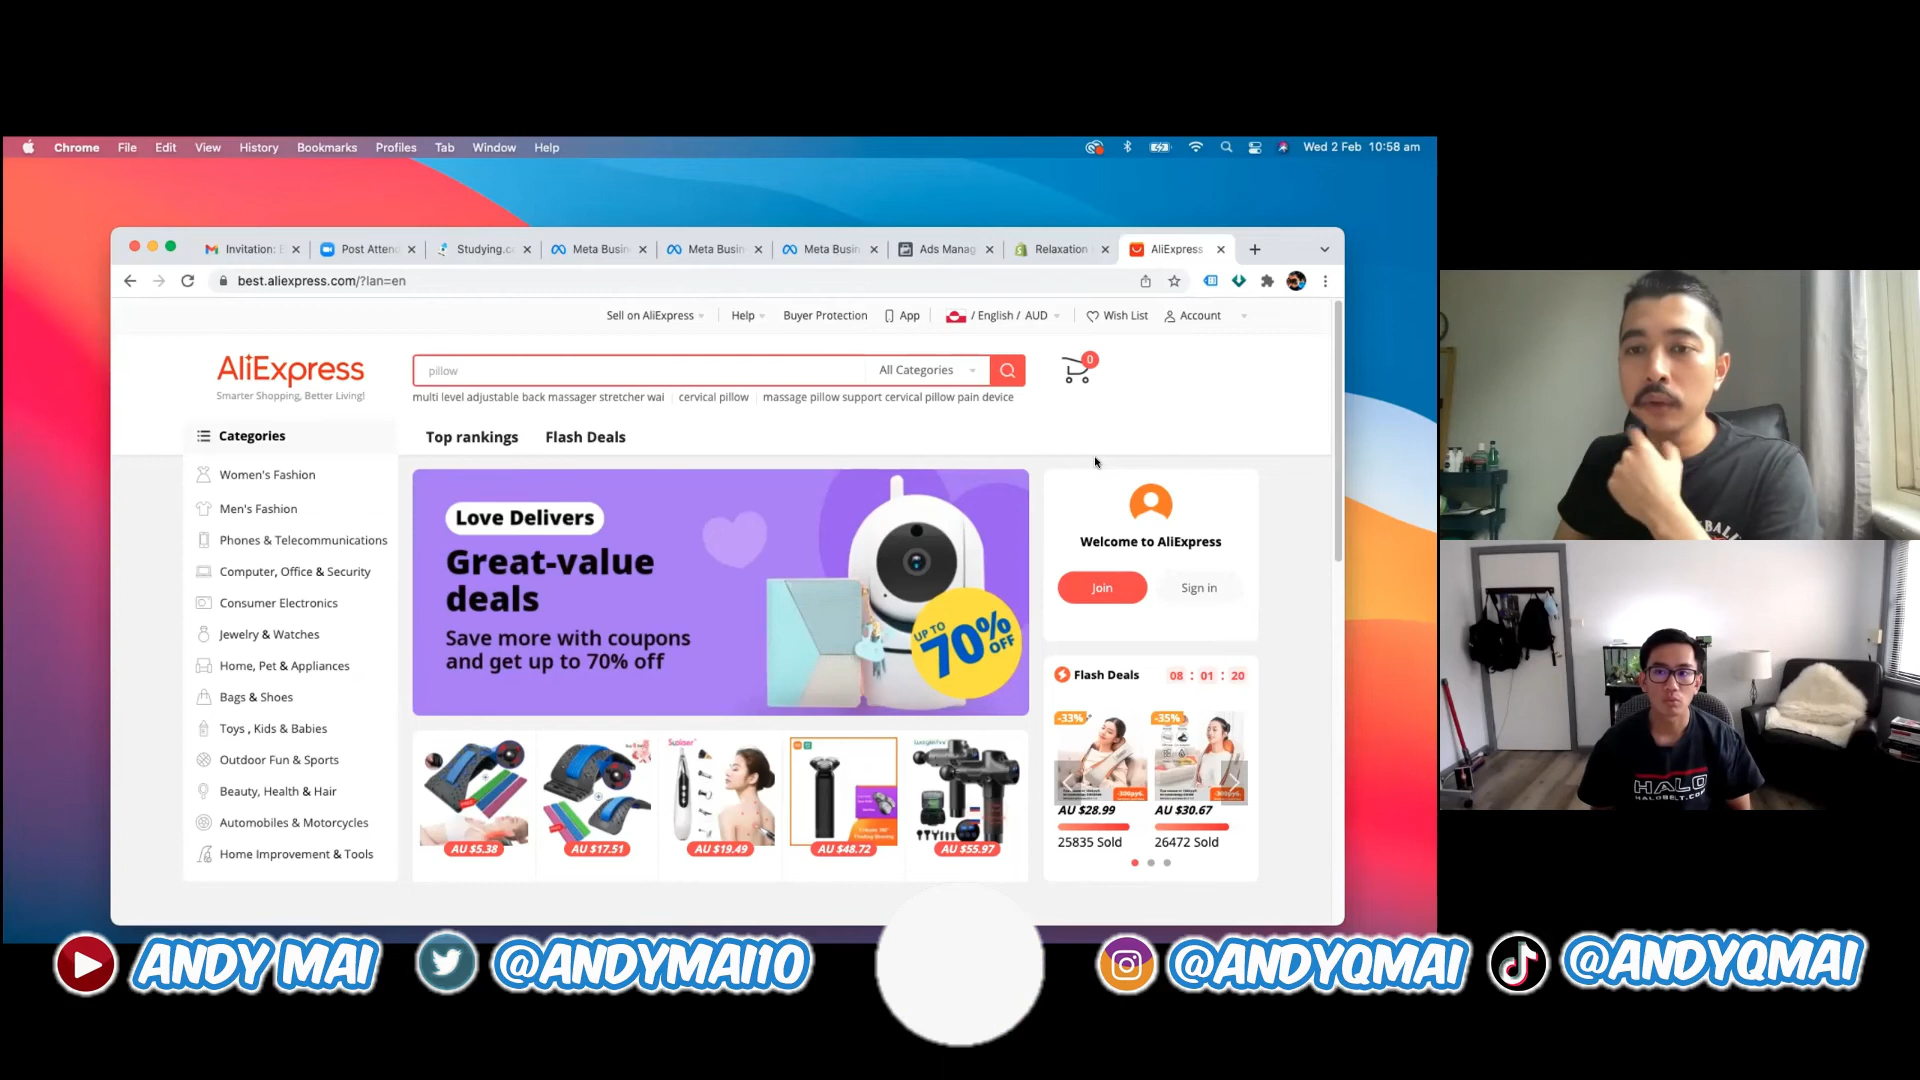 Chrome File Edit View History Bookmarks Profiles Tab Window Help
Wed 2 Feb 10:58 am
Invitation: Post Attend Studying.c Meta Busin Meta Busin Meta Busin Ads Manag Relaxation AliExpress
best.aliexpress.com/?lan=en
Sell on AliExpress Help Buyer Protection App / English / AUD Wish List Account
AliExpress
Smarter Shopping, Better Living!
pillow All Categories
0
multi level adjustable back massager stretcher wai cervical pillow massage pillow support cervical pillow pain device
Categories
Top rankings Flash Deals
Women's Fashion
Men's Fashion
Phones & Telecommunications
Computer, Office & Security
Consumer Electronics
Jewelry & Watches
Home, Pet & Appliances
Bags & Shoes
Toys , Kids & Babies
Outdoor Fun & Sports
Beauty, Health & Hair
Automobiles & Motorcycles
Home Improvement & Tools
Love Delivers
Great-value
deals
Save more with coupons
and get up to 70% off
UP TO
70% OFF
Welcome to AliExpress
Join Sign in
Flash Deals 08 : 01 : 20
-33% -35%
AU $28.99 AU $30.67
25835 Sold 26472 Sold
AU $5.38 AU $17.51 AU $19.49 AU $48.72 AU $55.97
HALO
HALOBELT.CO
ANDY MAI @ANDYMAI10 @ANDYQMAI @ANDYQMAI